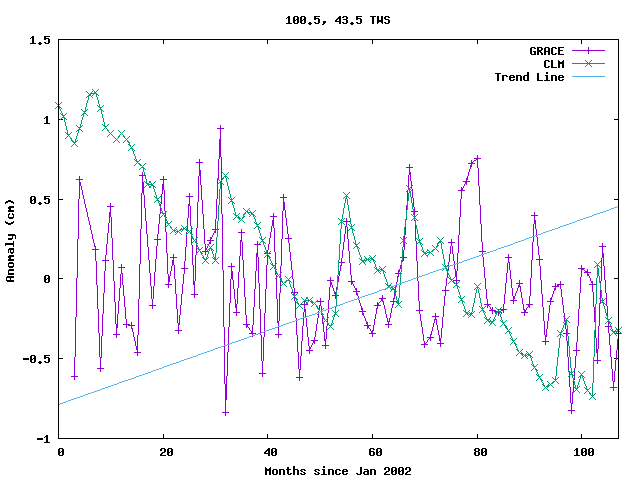 100.5, 43.5 TWS
GRACE
CLM
Trend Line
1.5
1
0.5
0
-0.5
-1
Anomaly (cm)
0 20 40 60 80 100
Months since Jan 2002